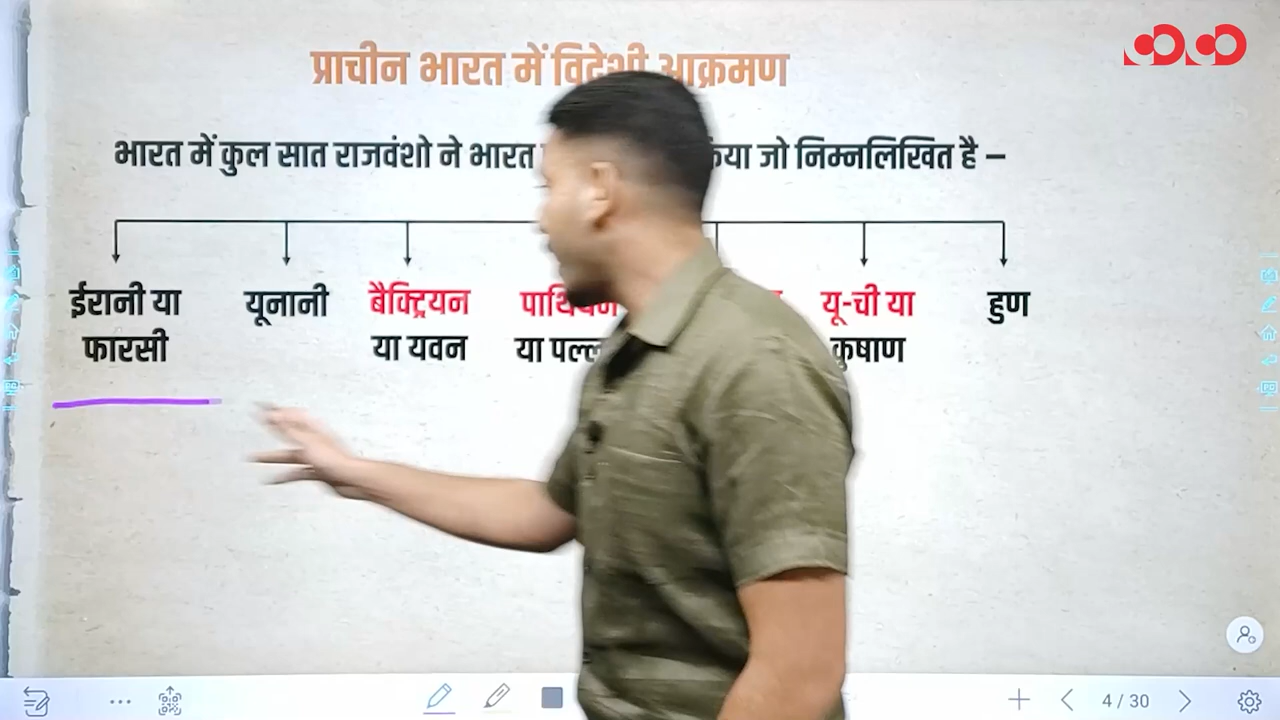 प्राचीन भारत में विदेशी आक्रमण
भारत में कुल सात राजवंशो ने भारत जो निम्नलिखित है –
ईरानी या यूनानी बैक्ट्रियन यू-ची या हुण
फारसी या यवन या कुषाण
4 / 30